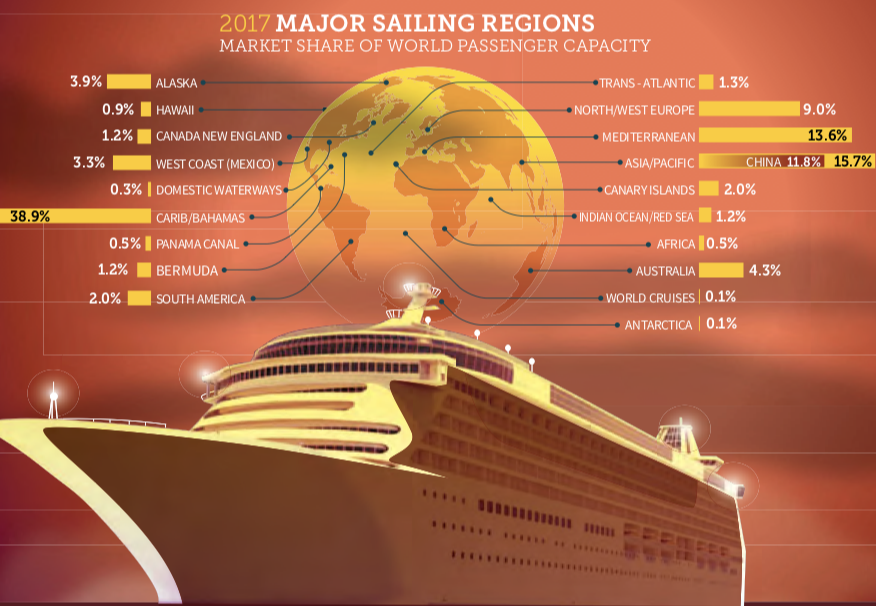 2017 MAJOR SAILING REGIONS
MARKET SHARE OF WORLD PASSENGER CAPACITY
3.9% ALASKA
0.9% HAWAII
1.2% CANADA NEW ENGLAND
3.3% WEST COAST (MEXICO)
0.3% DOMESTIC WATERWAYS
38.9% CARIB/BAHAMAS
0.5% PANAMA CANAL
1.2% BERMUDA
2.0% SOUTH AMERICA
TRANS-ATLANTIC 1.3%
NORTH/WEST EUROPE 9.0%
MEDITERRANEAN 13.6%
ASIA/PACIFIC CHINA 11.8% 15.7%
CANARY ISLANDS 2.0%
INDIAN OCEAN/RED SEA 1.2%
AFRICA 0.5%
AUSTRALIA 4.3%
WORLD CRUISES 0.1%
ANTARCTICA 0.1%